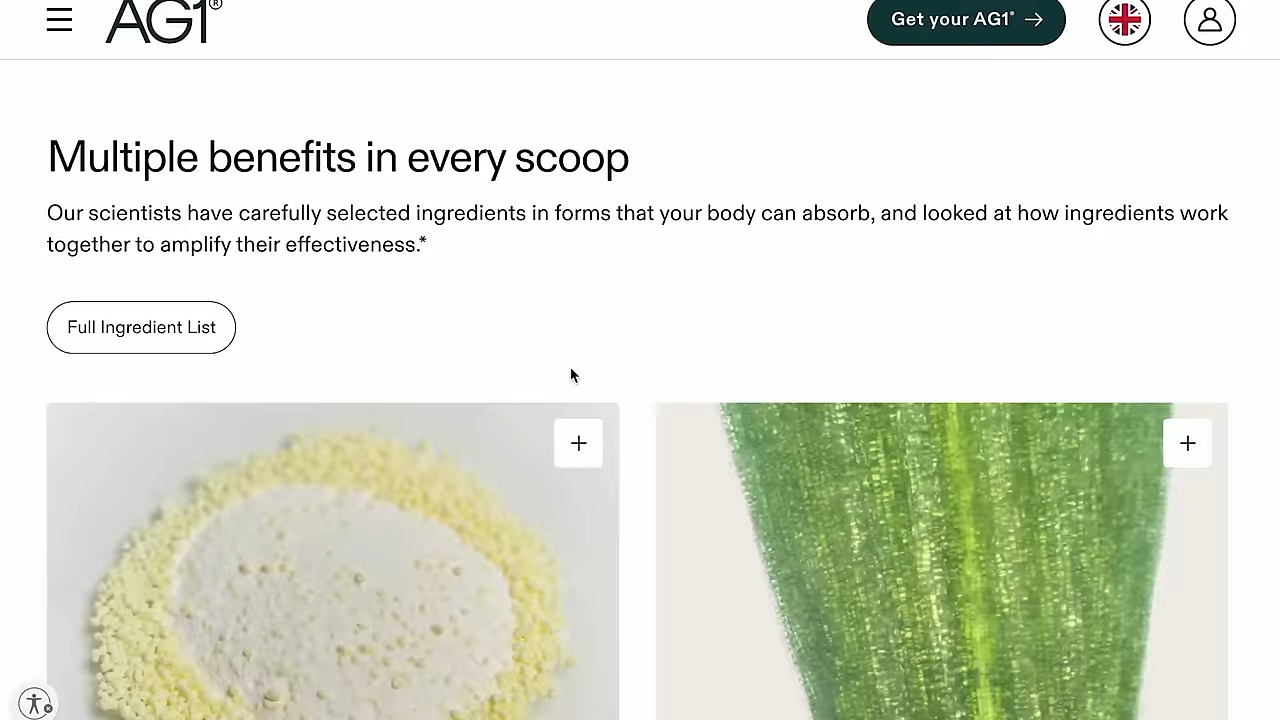 AG1®
Get your AG1® →
Multiple benefits in every scoop
Our scientists have carefully selected ingredients in forms that your body can absorb, and looked at how ingredients work
together to amplify their effectiveness.*
Full Ingredient List